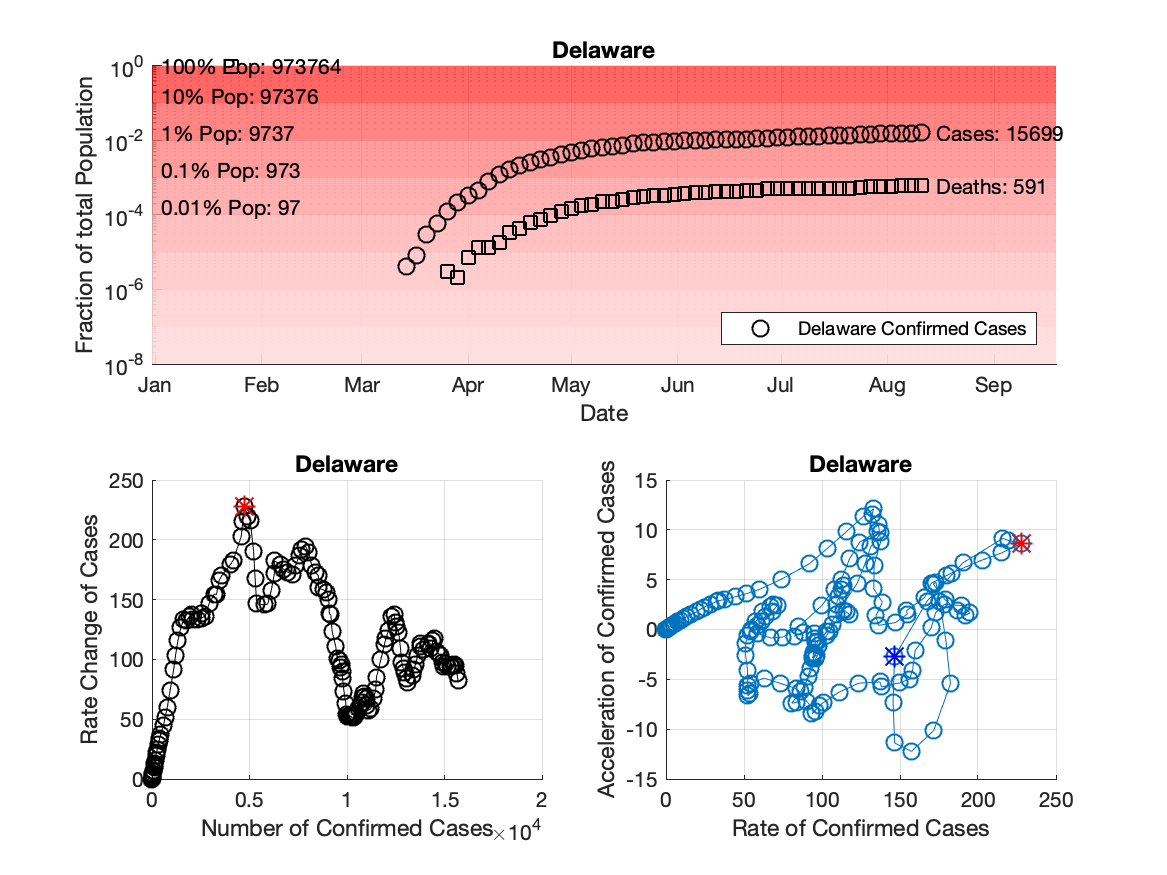 Delaware
Fraction of total Population
10^0
10^-2
10^-4
10^-6
10^-8
100% Pop: 973764
10% Pop: 97376
1% Pop: 9737
0.1% Pop: 973
0.01% Pop: 97
Cases: 15699
Deaths: 591
Delaware Confirmed Cases
Jan Feb Mar Apr May Jun Jul Aug Sep
Date
Delaware
Rate Change of Cases
250
200
150
100
50
0
0 0.5 1 1.5 2
Number of Confirmed Cases ×10^4
Delaware
Acceleration of Confirmed Cases
15
10
5
0
-5
-10
-15
0 50 100 150 200 250
Rate of Confirmed Cases